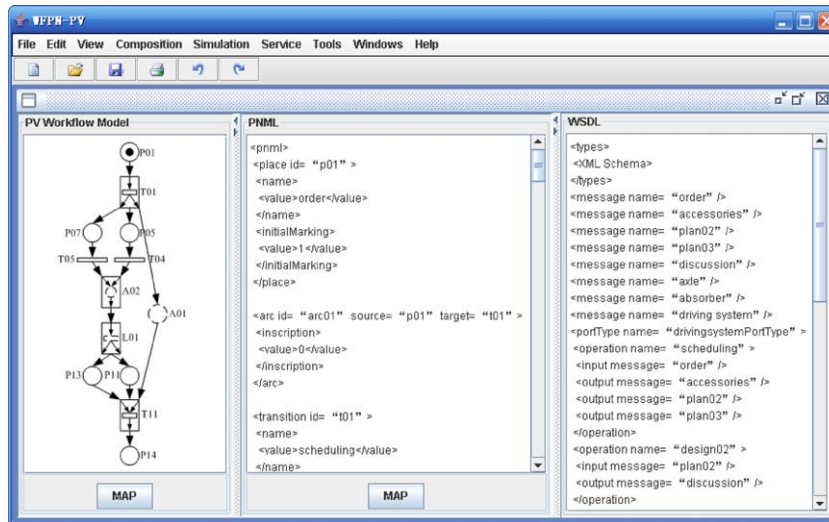 WFPN-PV
File Edit View Composition Simulation Service Tools Windows Help
PV Workflow Model
P01
T01
P07
P05
T05
T04
A02
A01
L01
P13
P11
T11
P14
MAP
PNML
<pnml>
<place id= “p01” >
<name>
<value>order</value>
</name>
<initialMarking>
<value>1</value>
</initialMarking>
</place>
<arc id= “arc01” source= “p01” target= “t01” >
<inscription>
<value>0</value>
</inscription>
</arc>
<transition id= “t01” >
<name>
<value>scheduling</value>
</name>
MAP
WSDL
<types>
<XML Schema>
</types>
<message name= “order” />
<message name= “accessories” />
<message name= “plan02” />
<message name= “plan03” />
<message name= “discussion” />
<message name= “axle” />
<message name= “absorber” />
<message name= “driving system” />
<portType name= “drivingsystemPortType” >
<operation name= “scheduling” >
<input message= “order” />
<output message= “accessories” />
<output message= “plan02” />
<output message= “plan03” />
</operation>
<operation name= “design02” >
<input message= “plan02” />
<output message= “discussion” />
</operation>